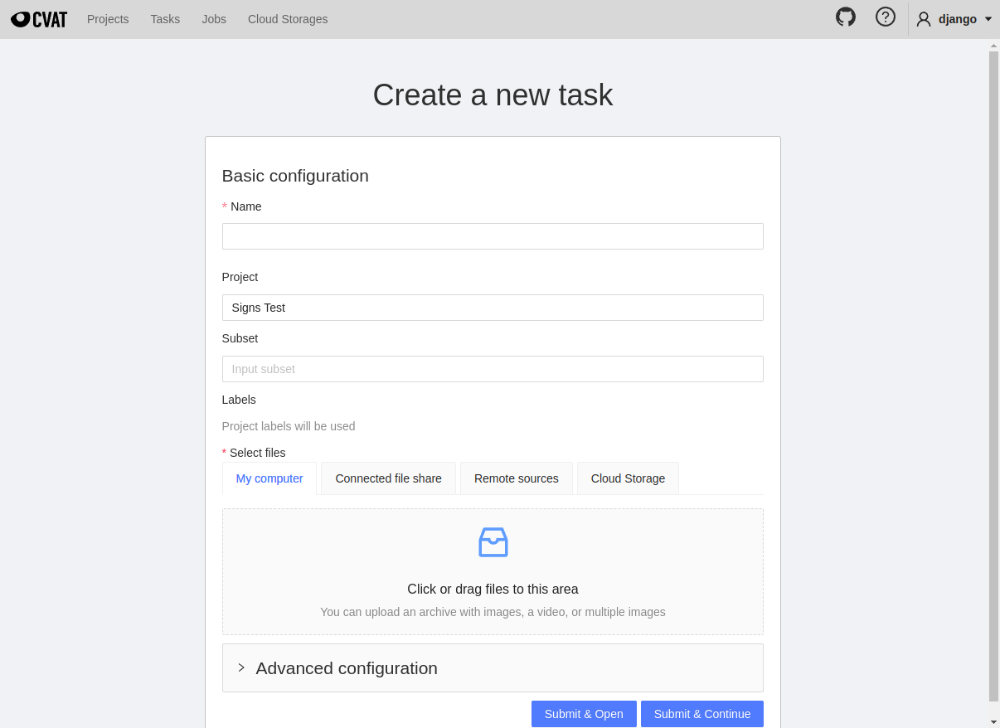 CVAT Projects Tasks Jobs Cloud Storages django
Create a new task
Basic configuration
* Name
Project
Signs Test
Subset
Input subset
Labels
Project labels will be used
* Select files
My computer Connected file share Remote sources Cloud Storage
Click or drag files to this area
You can upload an archive with images, a video, or multiple images
Advanced configuration
Submit & Open Submit & Continue